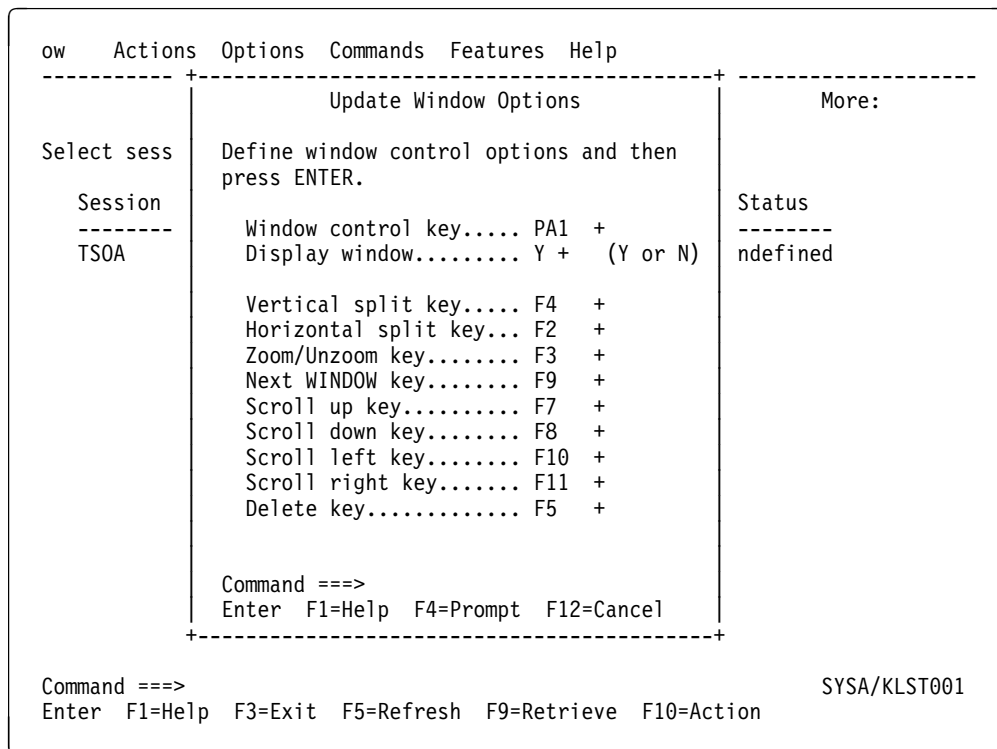 ow    Actions  Options  Commands  Features  Help
----------- +-------------------------------------------+ --------------------
Update Window Options    More:
Select sess    Define window control options and then
press ENTER.
Session    Status
--------    Window control key..... PA1  +    --------
TSOA    Display window......... Y +  (Y or N)    ndefined
Vertical split key..... F4   +
Horizontal split key... F2   +
Zoom/Unzoom key........ F3   +
Next WINDOW key........ F9   +
Scroll up key.......... F7   +
Scroll down key........ F8   +
Scroll left key........ F10  +
Scroll right key....... F11  +
Delete key............. F5   +
Command ===>
Enter  F1=Help  F4=Prompt  F12=Cancel
+-------------------------------------------+
Command ===>    SYSA/KLST001
Enter  F1=Help  F3=Exit  F5=Refresh  F9=Retrieve  F10=Action